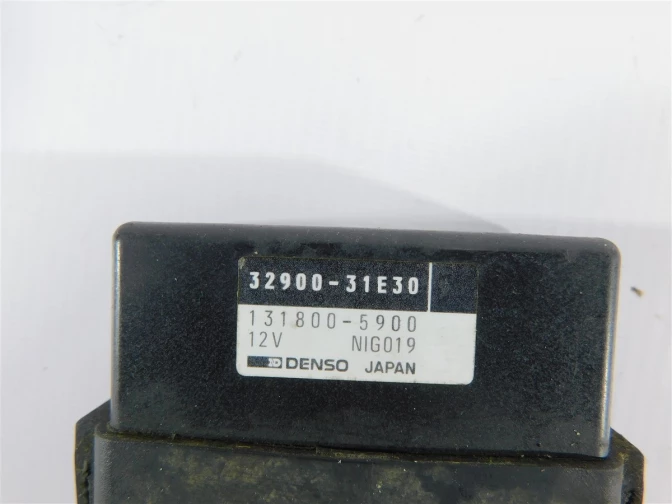 32900-31E30
131800-5900
12V NIG019
DENSO JAPAN